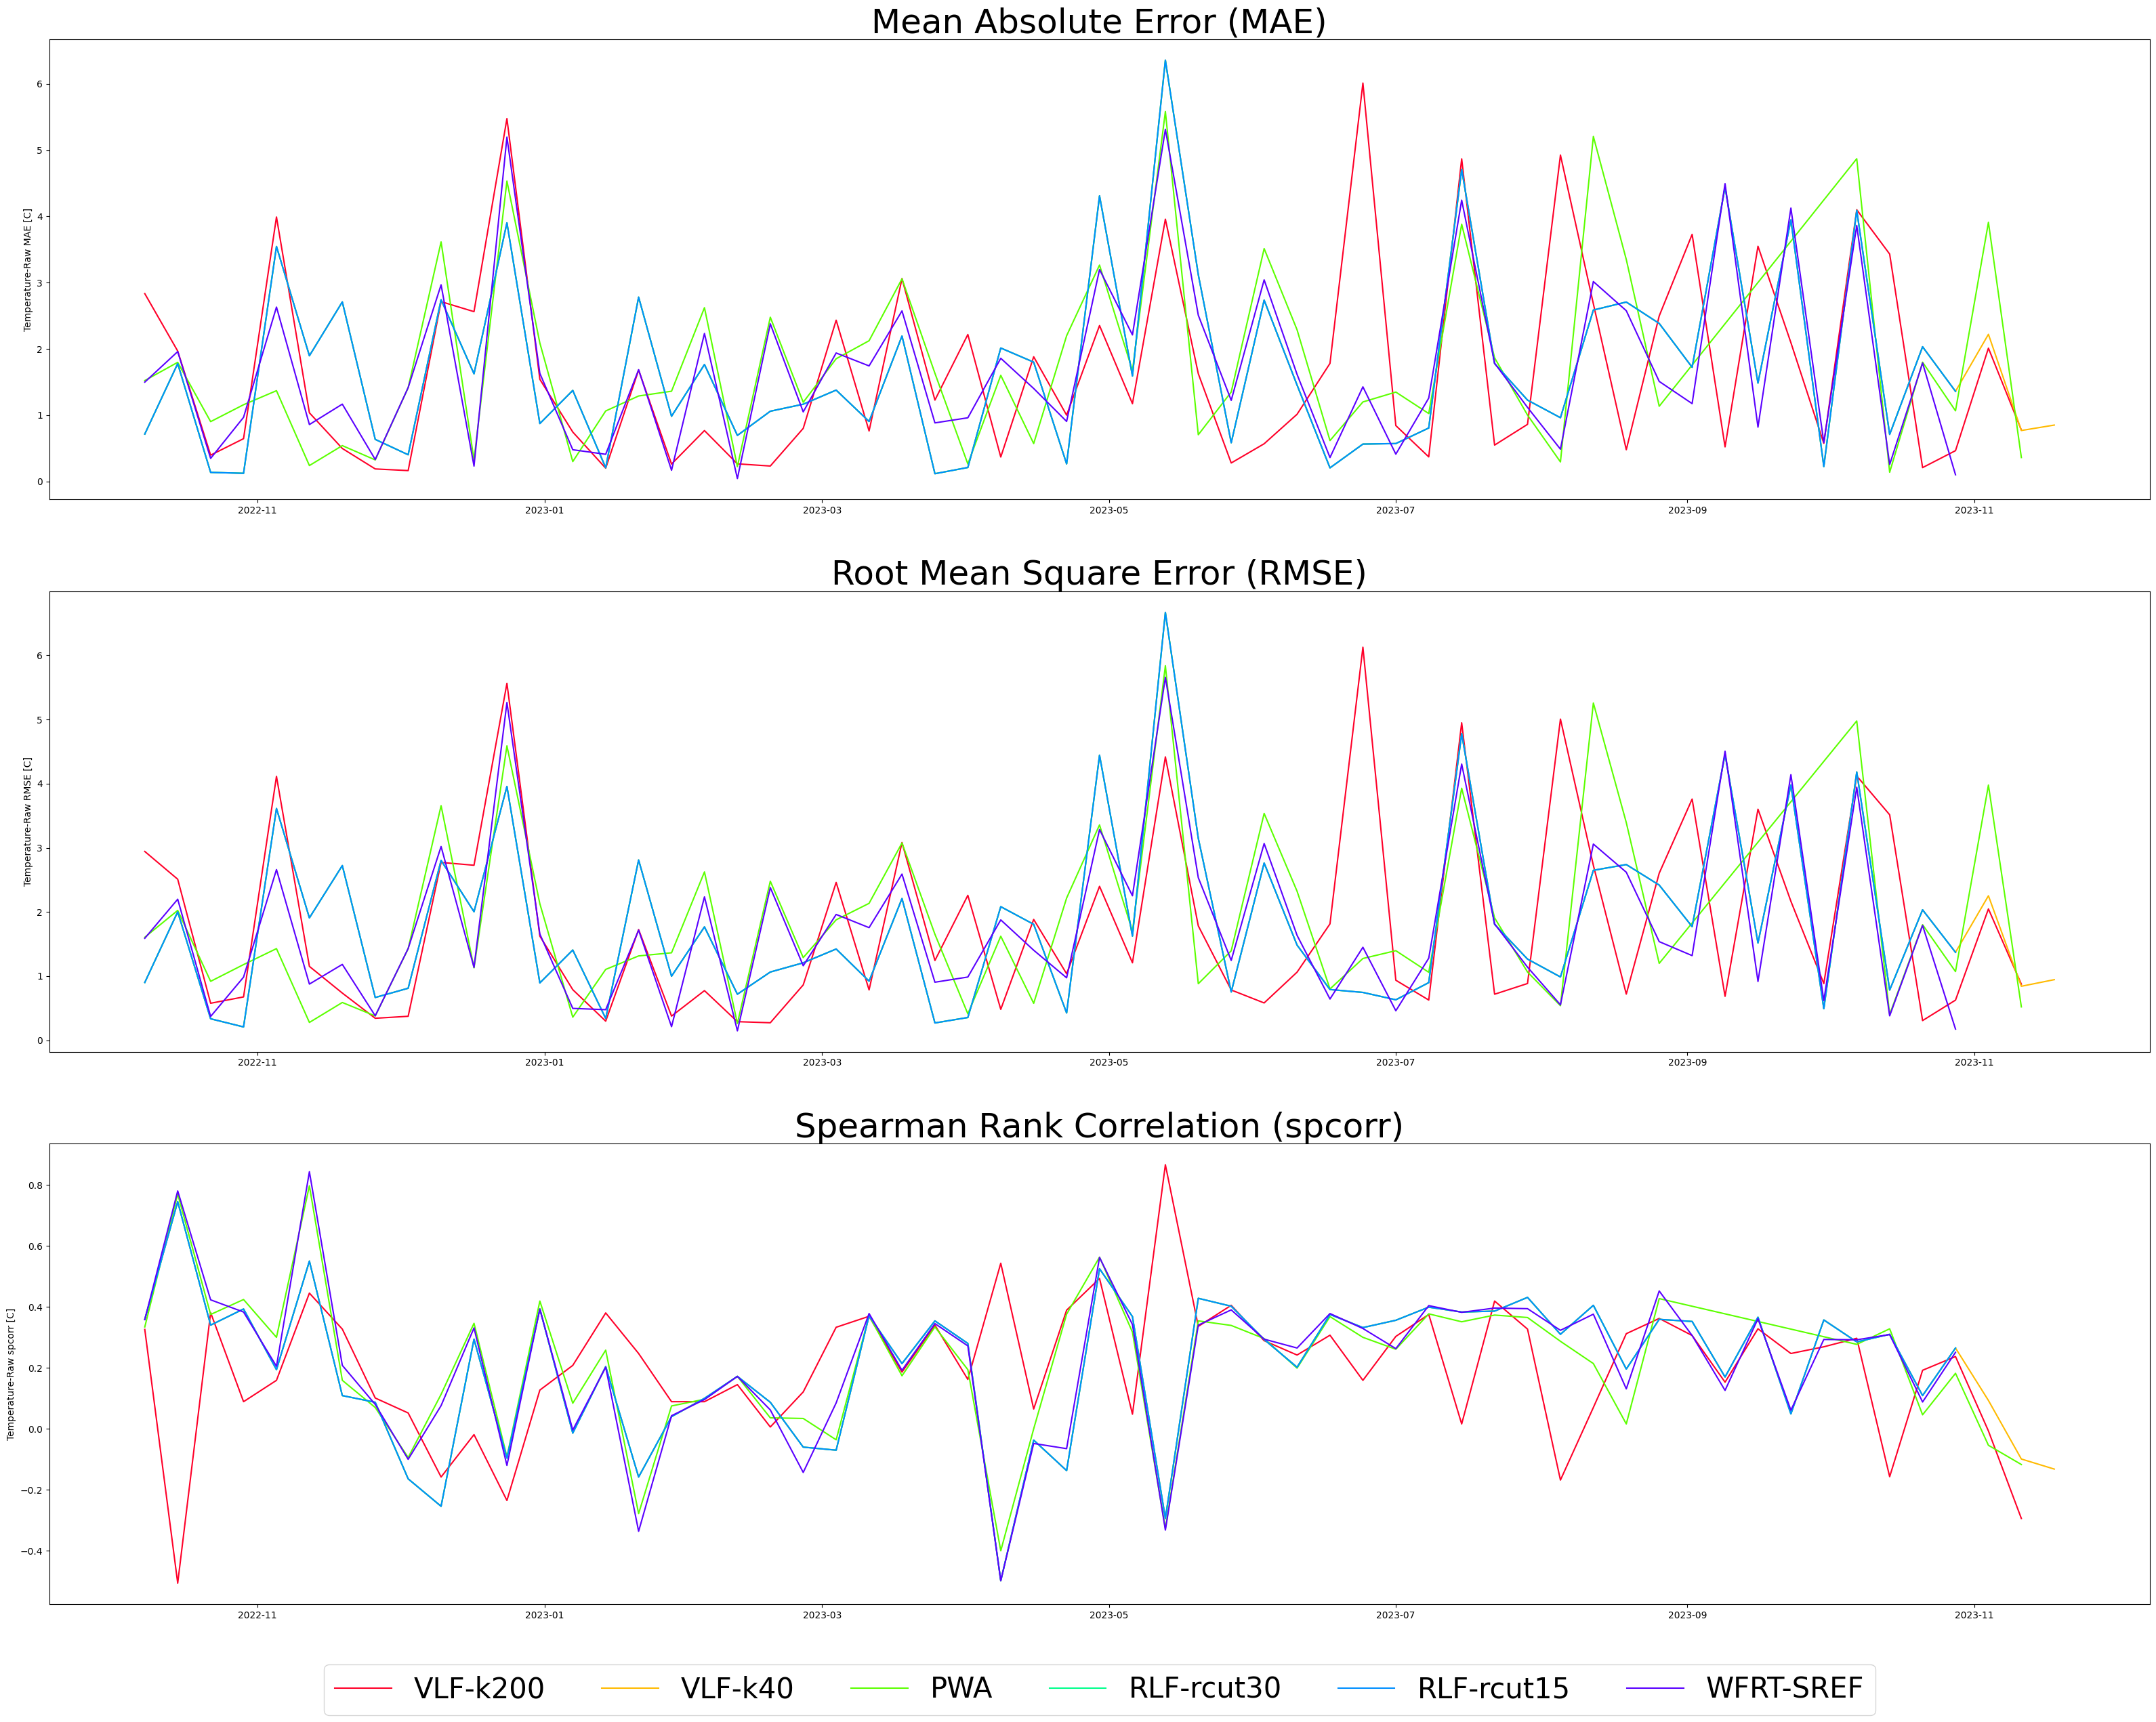 Mean Absolute Error (MAE)
Temperature-Raw MAE [C]
6
5
4
3
2
1
0
2022-11 2023-01 2023-03 2023-05 2023-07 2023-09 2023-11
Root Mean Square Error (RMSE)
Temperature-Raw RMSE [C]
6
5
4
3
2
1
0
2022-11 2023-01 2023-03 2023-05 2023-07 2023-09 2023-11
Spearman Rank Correlation (spcorr)
Temperature-Raw spcorr [C]
0.8
0.6
0.4
0.2
0.0
−0.2
−0.4
2022-11 2023-01 2023-03 2023-05 2023-07 2023-09 2023-11
VLF-k200 VLF-k40 PWA RLF-rcut30 RLF-rcut15 WFRT-SREF